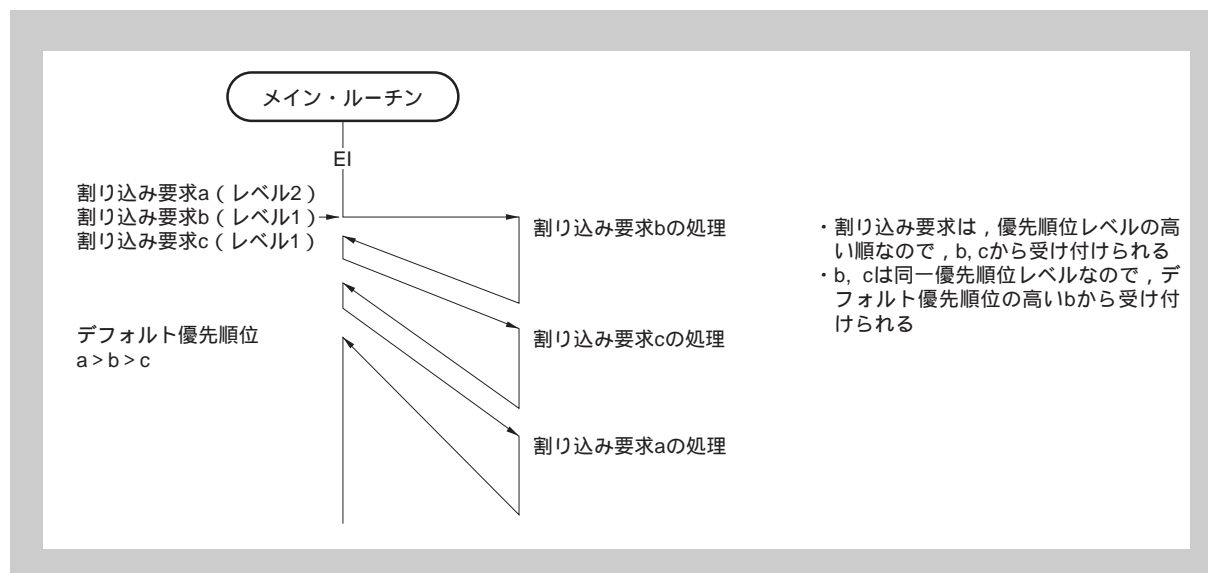 メイン・ルーチン
EI
割り込み要求a(レベル2)
割り込み要求b(レベル1)
割り込み要求c(レベル1)
デフォルト優先順位
a>b>c
割り込み要求bの処理
割り込み要求cの処理
割り込み要求aの処理
・割り込み要求は,優先順位レベルの高
い順なので,b, cから受け付けられる
・b, cは同一優先順位レベルなので,デ
フォルト優先順位の高いbから受け付
けられる